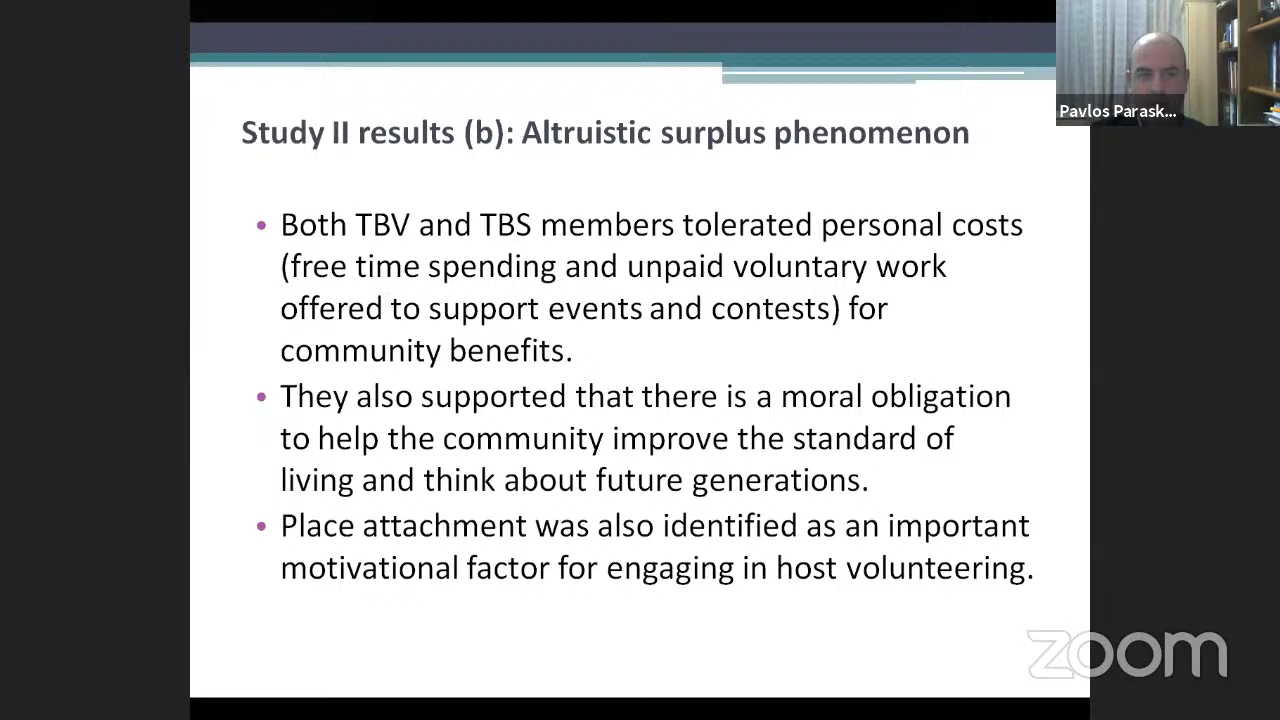 Pavlos Parask...
Study II results (b): Altruistic surplus phenomenon
• Both TBV and TBS members tolerated personal costs
(free time spending and unpaid voluntary work
offered to support events and contests) for
community benefits.
• They also supported that there is a moral obligation
to help the community improve the standard of
living and think about future generations.
• Place attachment was also identified as an important
motivational factor for engaging in host volunteering.
zoom